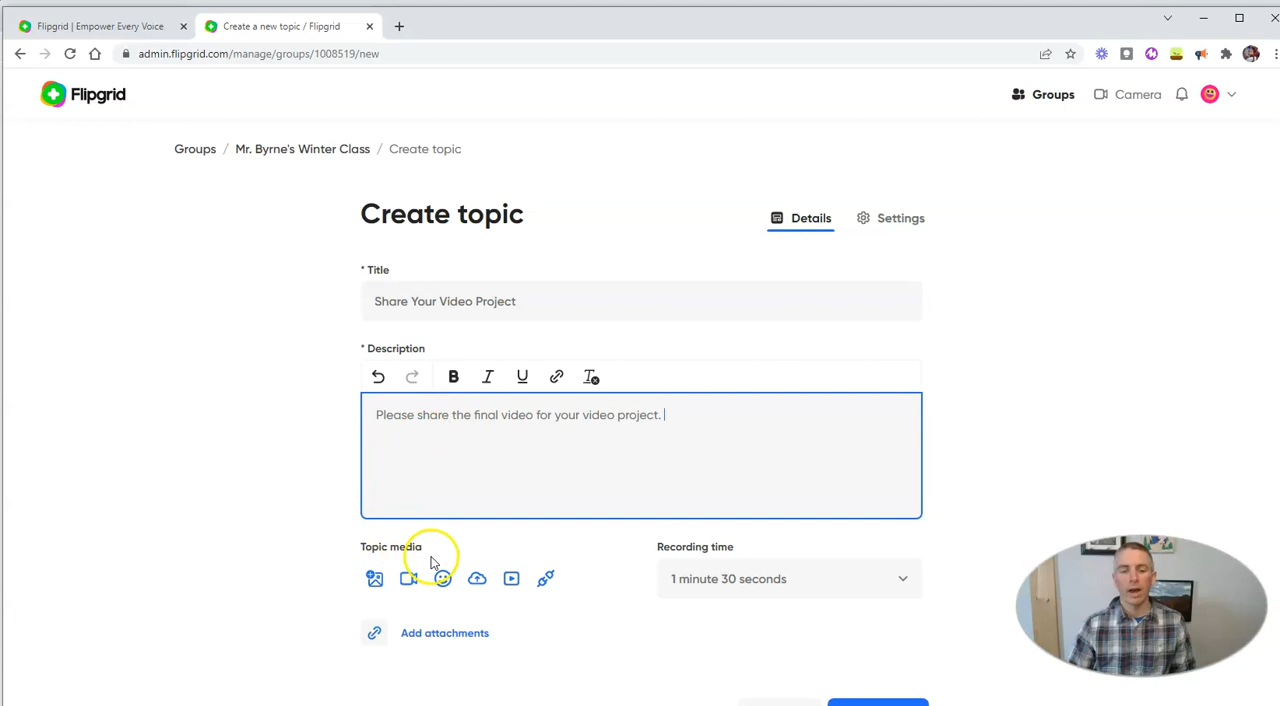 Flipgrid | Empower Every Voice
Create a new topic / Flipgrid
admin.flipgrid.com/manage/groups/1008519/new
Flipgrid
Groups
Camera
Groups / Mr. Byrne's Winter Class / Create topic
Create topic
Details
Settings
* Title
Share Your Video Project
* Description
B I U
Please share the final video for your video project.
Topic media
Recording time
1 minute 30 seconds
Add attachments